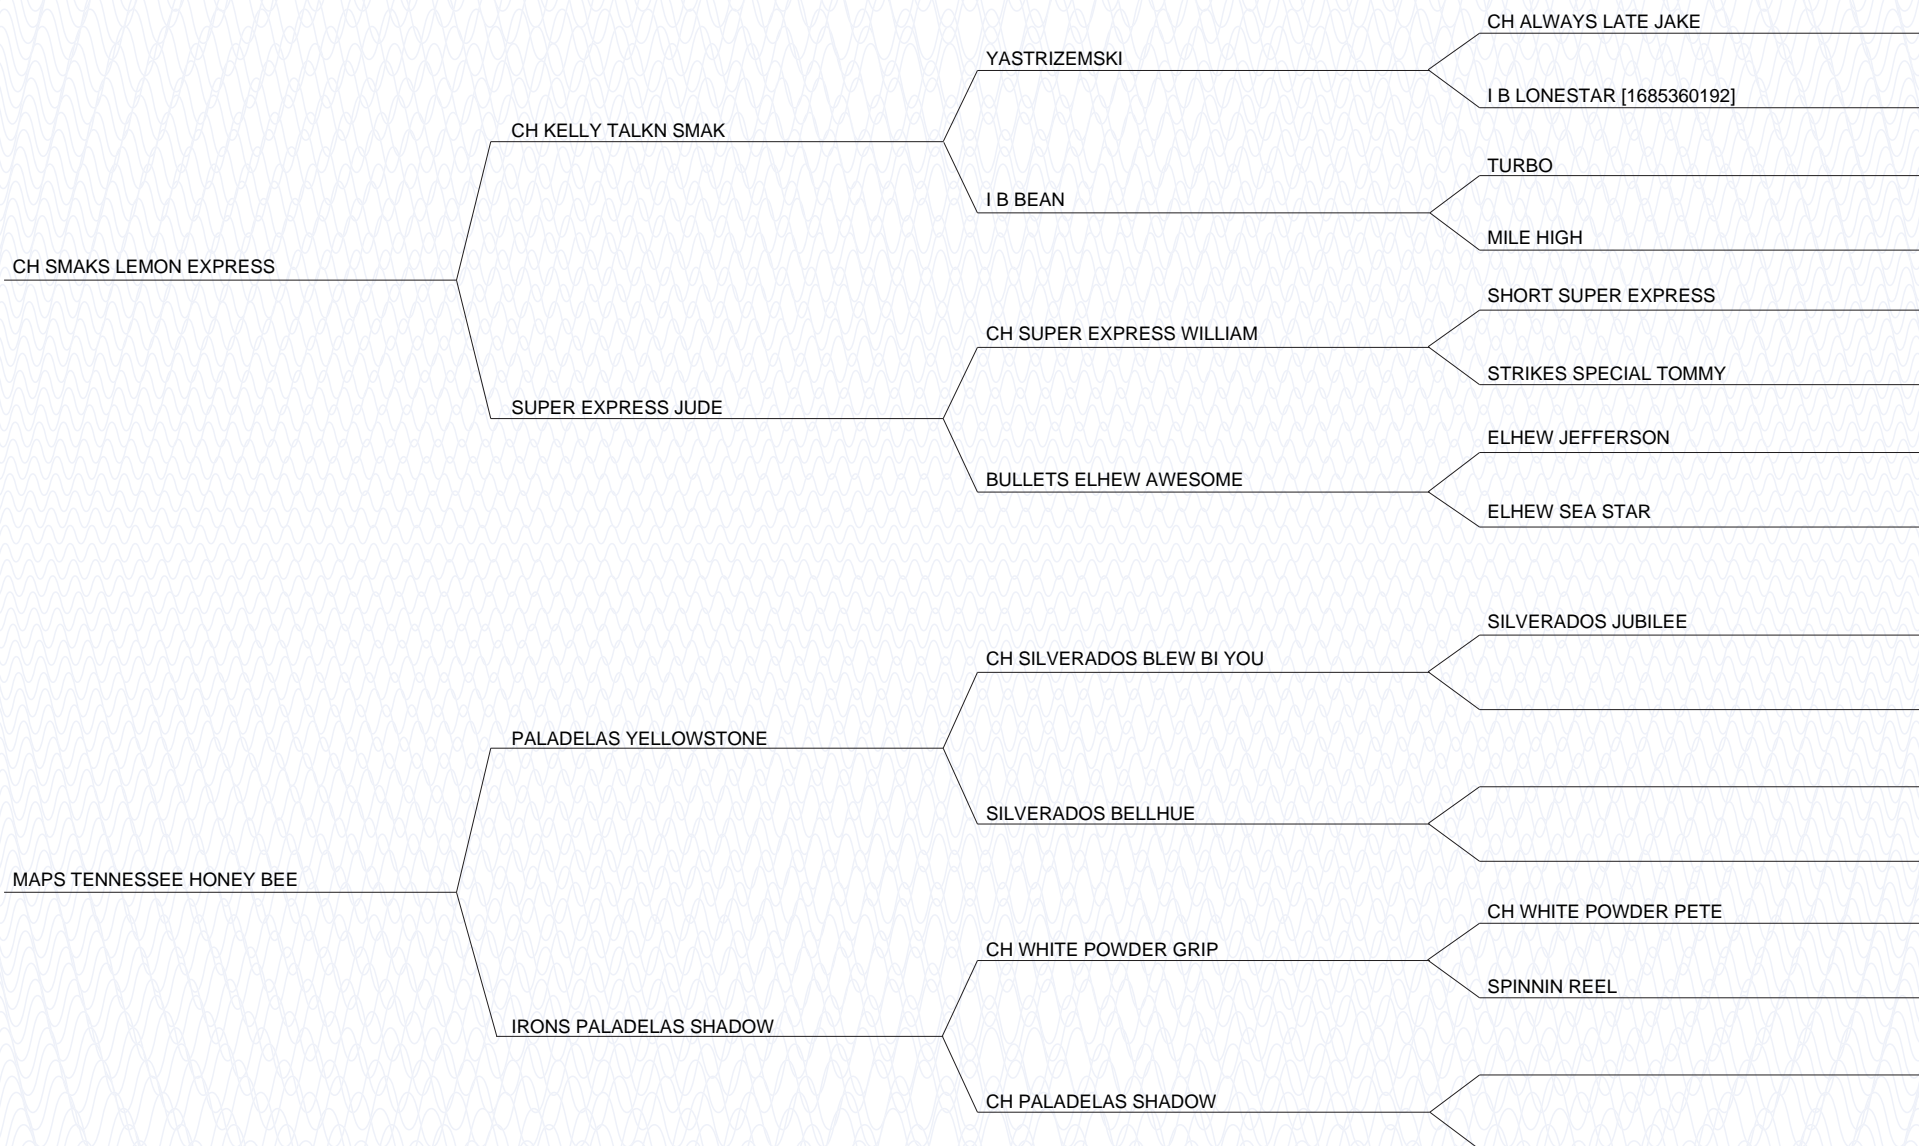 CH ALWAYS LATE JAKE
YASTRIZEMSKI
I B LONESTAR [1685360192]
CH KELLY TALKN SMAK
TURBO
I B BEAN
MILE HIGH
CH SMAKS LEMON EXPRESS
SHORT SUPER EXPRESS
CH SUPER EXPRESS WILLIAM
STRIKES SPECIAL TOMMY
SUPER EXPRESS JUDE
ELHEW JEFFERSON
BULLETS ELHEW AWESOME
ELHEW SEA STAR
SILVERADOS JUBILEE
CH SILVERADOS BLEW BI YOU
PALADELAS YELLOWSTONE
SILVERADOS BELLHUE
MAPS TENNESSEE HONEY BEE
CH WHITE POWDER PETE
CH WHITE POWDER GRIP
SPINNIN REEL
IRONS PALADELAS SHADOW
CH PALADELAS SHADOW